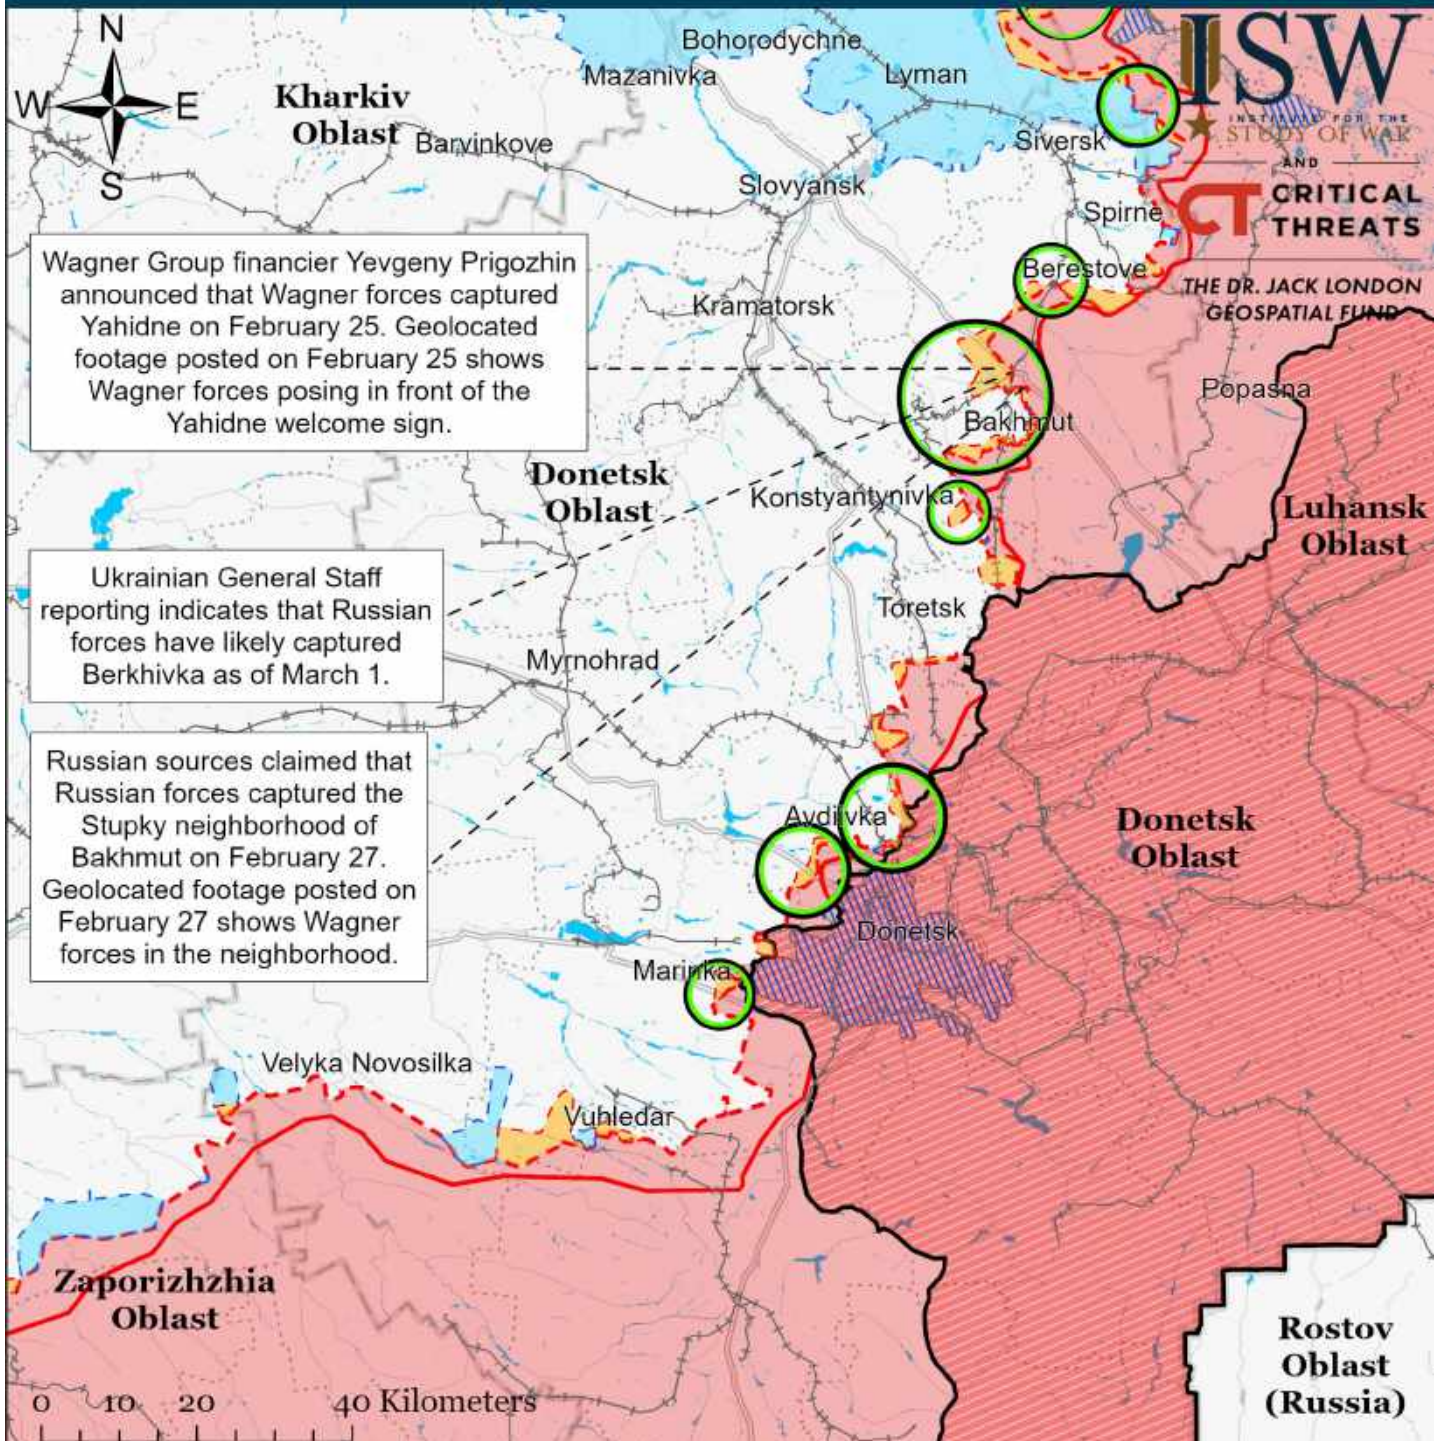 N
W
E
S
Kharkiv
Oblast
Barvinkove
Bohorodychne
Mazanivka
Lyman
ISW
INSTITUTE FOR THE
STUDY OF WAR
AND
CT CRITICAL
THREATS
THE DR. JACK LONDON
GEOSPATIAL FUND
Siversk
Slovyansk
Spirne
Wagner Group financier Yevgeny Prigozhin
announced that Wagner forces captured
Yahidne on February 25. Geolocated
footage posted on February 25 shows
Wagner forces posing in front of the
Yahidne welcome sign.
Berestove
Kramatorsk
Popasna
Bakhmut
Donetsk
Oblast
Konstyantynivka
Luhansk
Oblast
Ukrainian General Staff
reporting indicates that Russian
forces have likely captured
Berkhivka as of March 1.
Toretsk
Myrnohrad
Russian sources claimed that
Russian forces captured the
Stupky neighborhood of
Bakhmut on February 27.
Geolocated footage posted on
February 27 shows Wagner
forces in the neighborhood.
Avdiivka
Donetsk
Oblast
Donetsk
Marinka
Velyka Novosilka
Vuhledar
Zaporizhzhia
Oblast
Rostov
Oblast
(Russia)
0 10 20 40 Kilometers